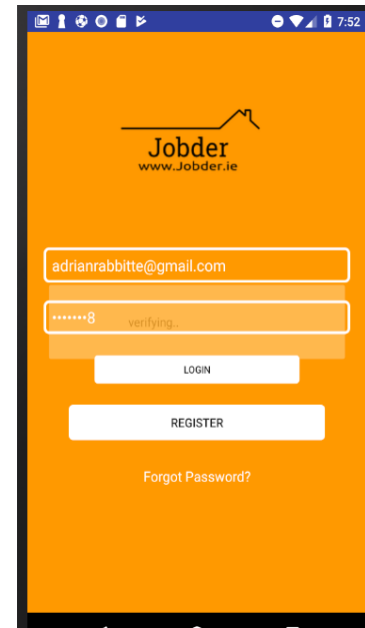 7:52
Jobder
www.Jobder.ie
adrianrabbitte@gmail.com
•••••••8
verifying..
LOGIN
REGISTER
Forgot Password?